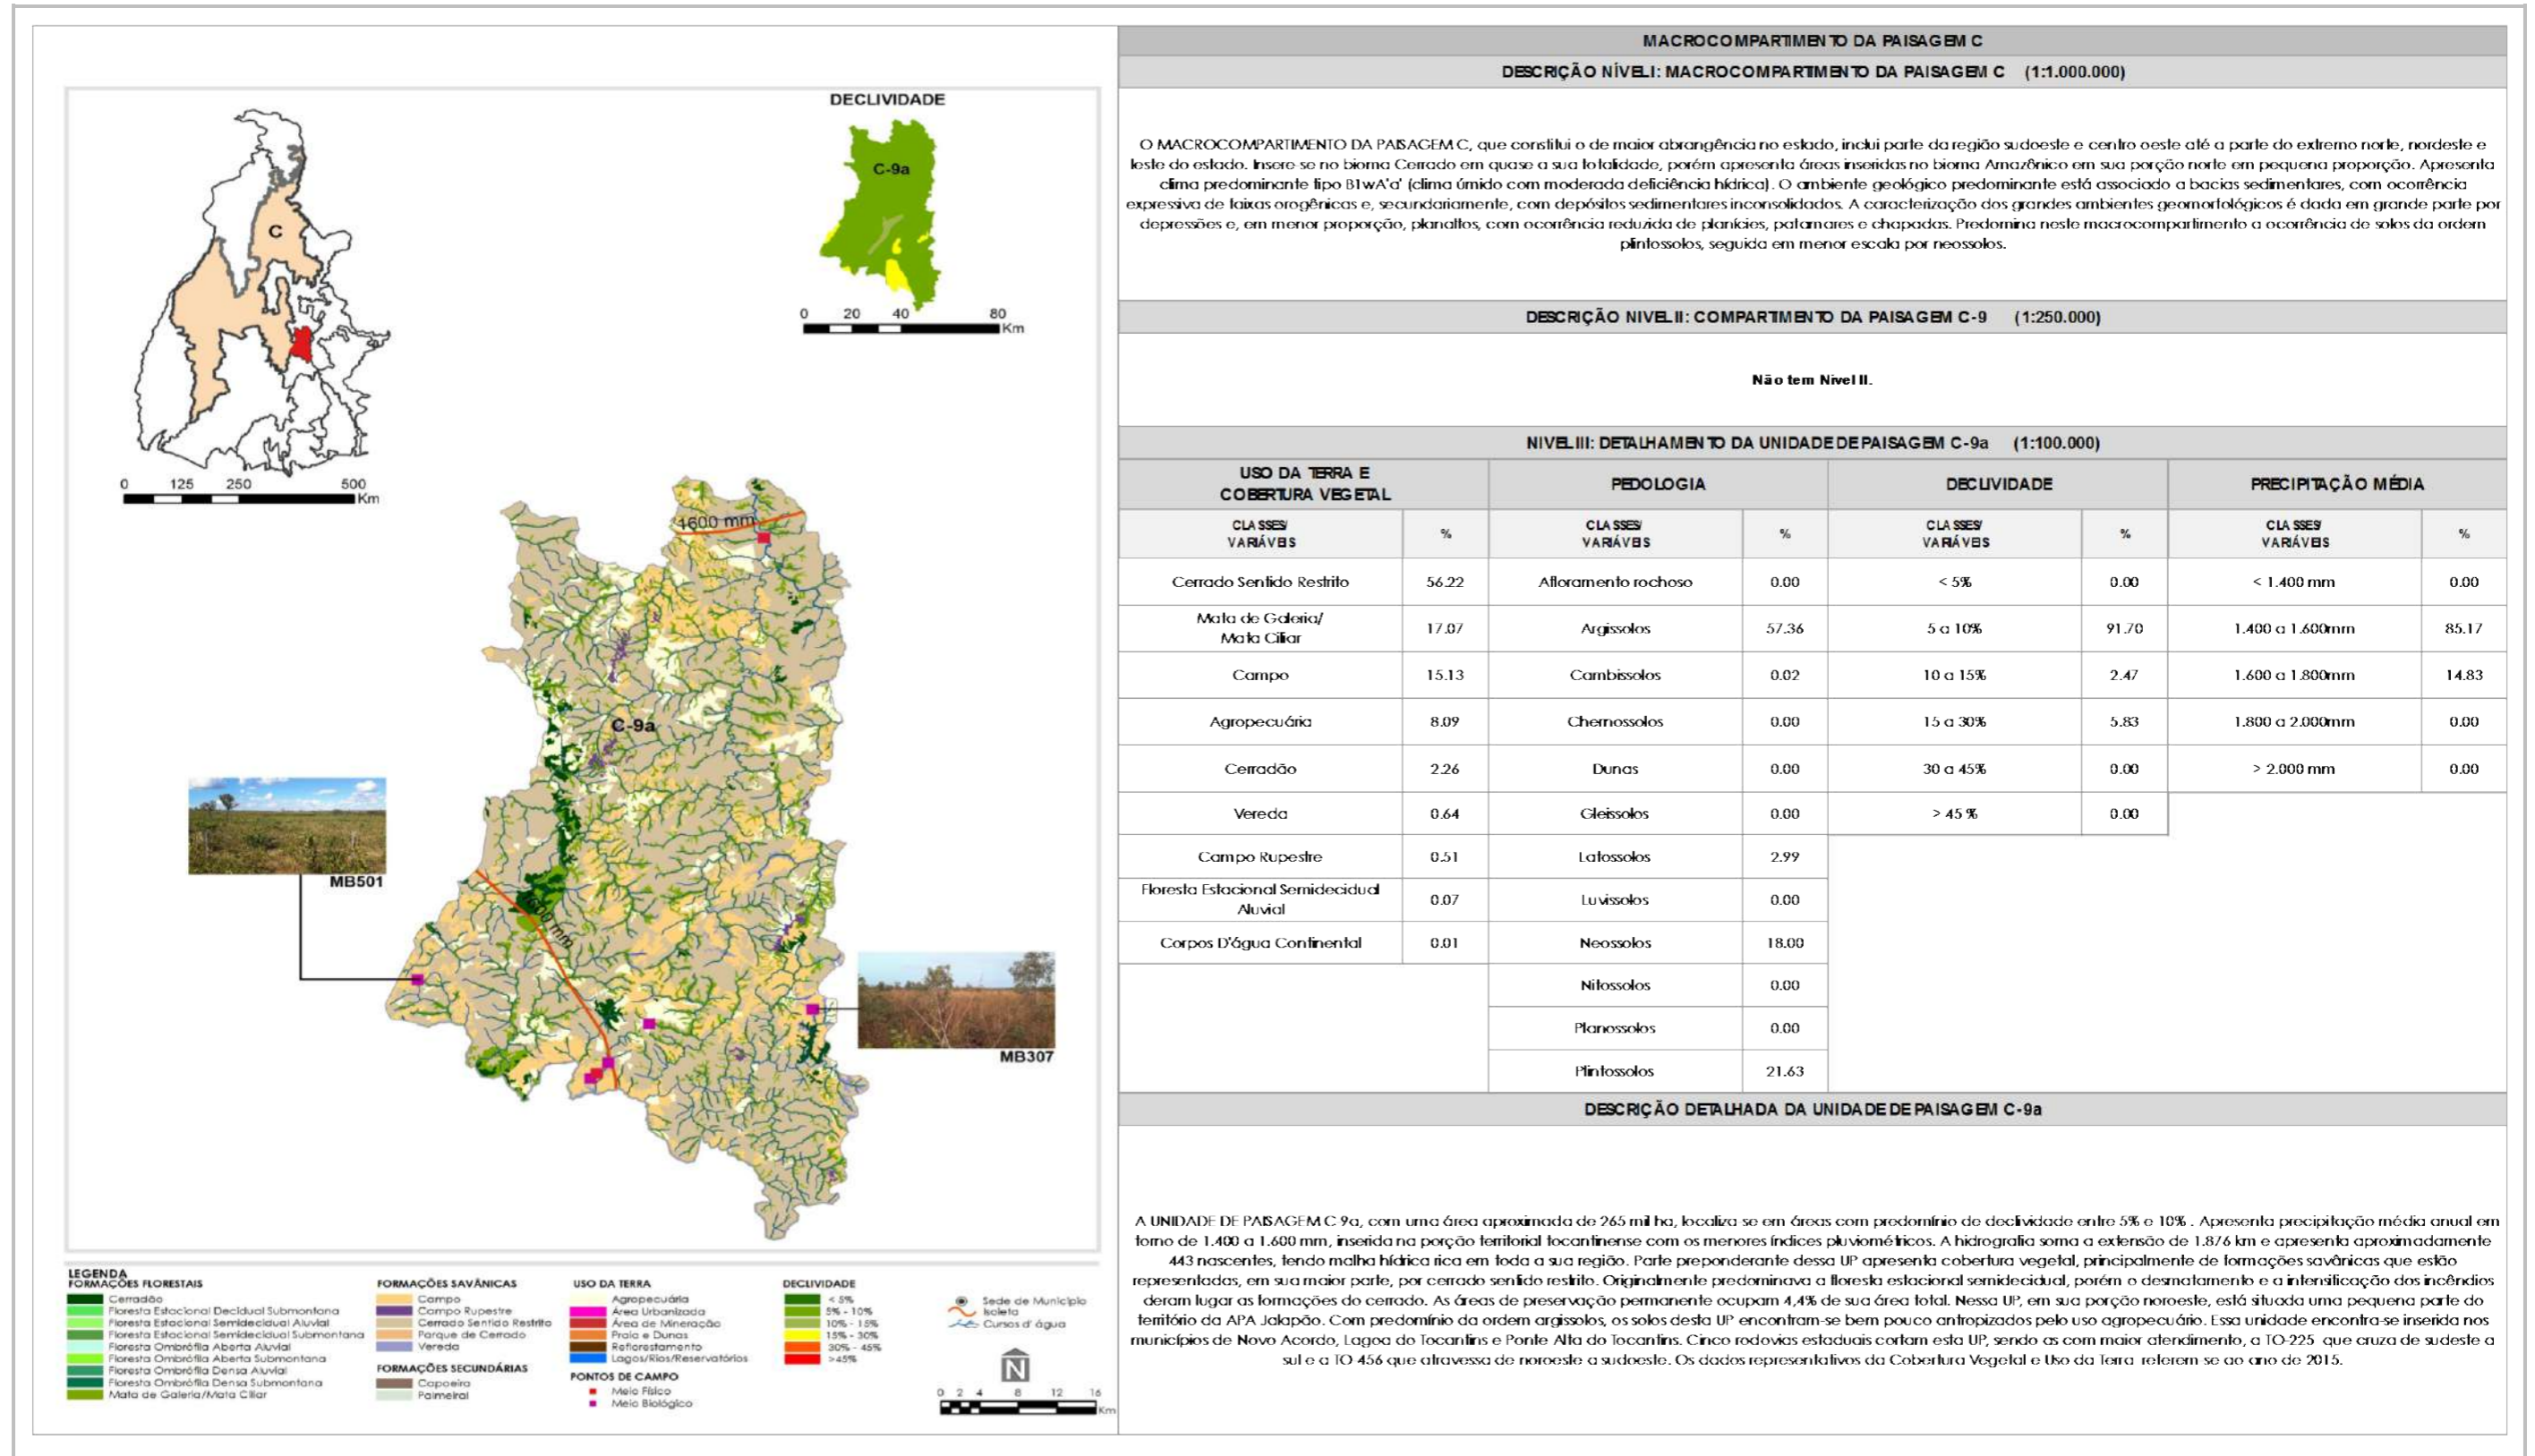 DECLIVIDADE
C-9a
0 20 40 80
Km
C
0 125 250 500
Km
1600 mm
C-9a
MB501
1600 mm
MB307
LEGENDA
FORMAÇÕES FLORESTAIS
Cerradão
Floresta Estacional Decidual Submontana
Floresta Estacional Semidecidual Aluvial
Floresta Estacional Semidecidual Submontana
Floresta Ombrófila Aberta Aluvial
Floresta Ombrófila Aberta Submontana
Floresta Ombrófila Densa Aluvial
Floresta Ombrófila Densa Submontana
Mata de Galeria/Mata Ciliar
FORMAÇÕES SAVÂNICAS
Campo
Campo Rupestre
Cerrado Sentido Restrito
Parque de Cerrado
Vereda
FORMAÇÕES SECUNDÁRIAS
Capoeira
Palmeiral
USO DA TERRA
Agropecuária
Área Urbanizada
Área de Mineração
Praia e Dunas
Reflorestamento
Lagos/Rios/Reservatórios
PONTOS DE CAMPO
Meio Físico
Meio Biológico
DECLIVIDADE
< 5%
5% - 10%
10% - 15%
15% - 30%
30% - 45%
>45%
Sede de Município
Isoieta
Cursos d' água
N
0 2 4 8 12 16
Km
MACROCOMPARTIMENTO DA PAISAGEM C
DESCRIÇÃO NÍVEL I: MACROCOMPARTIMENTO DA PAISAGEM C (1:1.000.000)
O MACROCOMPARTIMENTO DA PAISAGEM C, que constitui o de maior abrangência no estado, inclui parte da região sudoeste e centro oeste até a parte do extremo norte, nordeste e
leste do estado. Insere-se no bioma Cerrado em quase a sua totalidade, porém apresenta áreas inseridas no bioma Amazônico em sua porção norte em pequena proporção. Apresenta
clima predominante tipo B1wA'a' (clima úmido com moderada deficiência hídrica). O ambiente geológico predominante está associado a bacias sedimentares, com ocorrência
expressiva de faixas orogênicas e, secundariamente, com depósitos sedimentares inconsolidados. A caracterização dos grandes ambientes geomorfológicos é dada em grande parte por
depressões e, em menor proporção, planaltos, com ocorrência reduzida de planícies, patamares e chapadas. Predomina neste macrocompartimento a ocorrência de solos da ordem
plintossolos, seguida em menor escala por neossolos.
DESCRIÇÃO NIVEL II: COMPARTIMENTO DA PAISAGEM C-9 (1:250.000)
Não tem Nivel II.
NIVEL III: DETALHAMENTO DA UNIDADE DE PAISAGEM C-9a (1:100.000)
USO DA TERRA E
COBERTURA VEGETAL
PEDOLOGIA
DECLIVIDADE
PRECIPITAÇÃO MÉDIA
CLASSES/
VARIÁVEIS
%
CLASSES/
VARIÁVEIS
%
CLASSES/
VARIÁVEIS
%
CLASSES/
VARIÁVEIS
%
Cerrado Sentido Restrito 56.22 Afloramento rochoso 0.00 < 5% 0.00 < 1.400 mm 0.00
Mata de Galeria/
Mata Ciliar 17.07 Argissolos 57.36 5 a 10% 91.70 1.400 a 1.600mm 85.17
Campo 15.13 Cambissolos 0.02 10 a 15% 2.47 1.600 a 1.800mm 14.83
Agropecuária 8.09 Chernossolos 0.00 15 a 30% 5.83 1.800 a 2.000mm 0.00
Cerradão 2.26 Dunas 0.00 30 a 45% 0.00 > 2.000 mm 0.00
Vereda 0.64 Gleissolos 0.00 > 45 % 0.00
Campo Rupestre 0.51 Latossolos 2.99
Floresta Estacional Semidecidual
Aluvial 0.07 Luvissolos 0.00
Corpos D'água Continental 0.01 Neossolos 18.00
Nitossolos 0.00
Planossolos 0.00
Plintossolos 21.63
DESCRIÇÃO DETALHADA DA UNIDADE DE PAISAGEM C-9a
A UNIDADE DE PAISAGEM C 9a, com uma área aproximada de 265 mil ha, localiza se em áreas com predomínio de declividade entre 5% e 10% . Apresenta precipitação média anual em
torno de 1.400 a 1.600 mm, inserida na porção territorial tocantinense com os menores índices pluviométricos. A hidrografia soma a extensão de 1.876 km e apresenta aproximadamente
443 nascentes, tendo malha hídrica rica em toda a sua região. Parte preponderante dessa UP apresenta cobertura vegetal, principalmente de formações savânicas que estão
representadas, em sua maior parte, por cerrado sentido restrito. Originalmente predominava a floresta estacional semidecidual, porém o desmatamento e a intensificação dos incêndios
deram lugar as formações do cerrado. As áreas de preservação permanente ocupam 4,4% de sua área total. Nessa UP, em sua porção noroeste, está situada uma pequena parte do
território da APA Jalapão. Com predomínio da ordem argissolos, os solos desta UP encontram-se bem pouco antropizados pelo uso agropecuário. Essa unidade encontra-se inserida nos
municípios de Novo Acordo, Lagoa do Tocantins e Ponte Alta do Tocantins. Cinco rodovias estaduais cortam esta UP, sendo as com maior atendimento, a TO-225 que cruza de sudeste a
sul e a TO 456 que atravessa de noroeste a sudoeste. Os dados representativos da Cobertura Vegetal e Uso da Terra referem se ao ano de 2015.